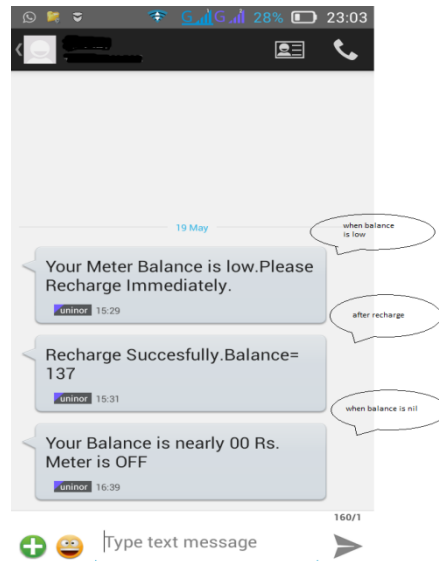 G G 28% 23:03
19 May
when balance
is low
Your Meter Balance is low.Please
Recharge Immediately.
uninor 15:29
after recharge
Recharge Succesfully.Balance=
137
uninor 15:31
when balance is nil
Your Balance is nearly 00 Rs.
Meter is OFF
uninor 16:39
160/1
Type text message